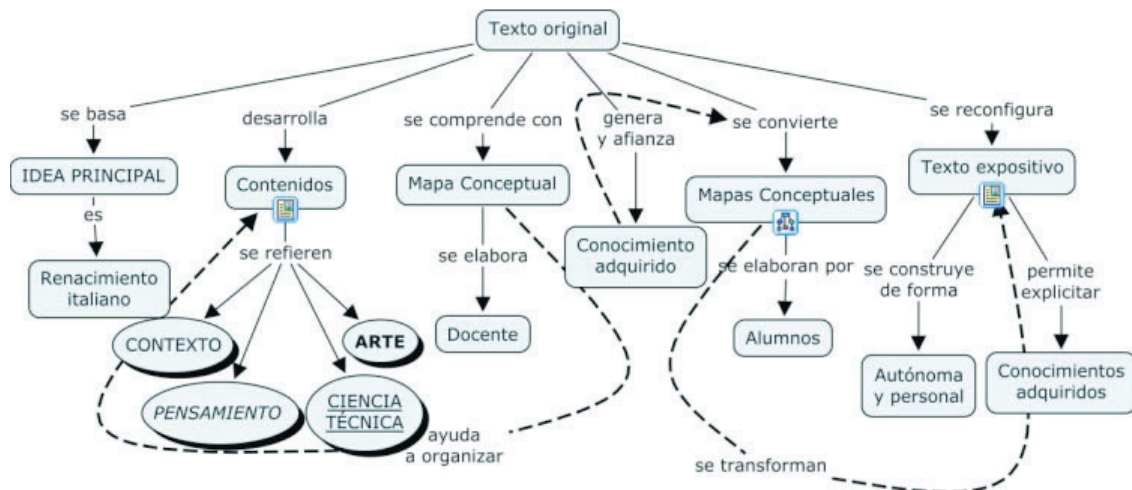 Texto original
se basa
desarrolla
se comprende con
genera
y afianza
se convierte
se reconfigura
IDEA PRINCIPAL
Contenidos
Mapa Conceptual
Mapas Conceptuales
Texto expositivo
es
se refieren
se elabora
Conocimiento
adquirido
se elaboran por
se construye
de forma
permite
explicitar
Renacimiento
italiano
CONTEXTO
ARTE
Docente
Alumnos
Autónoma
y personal
Conocimientos
adquiridos
PENSAMIENTO
CIENCIA
TÉCNICA
ayuda
a organizar
se transforman